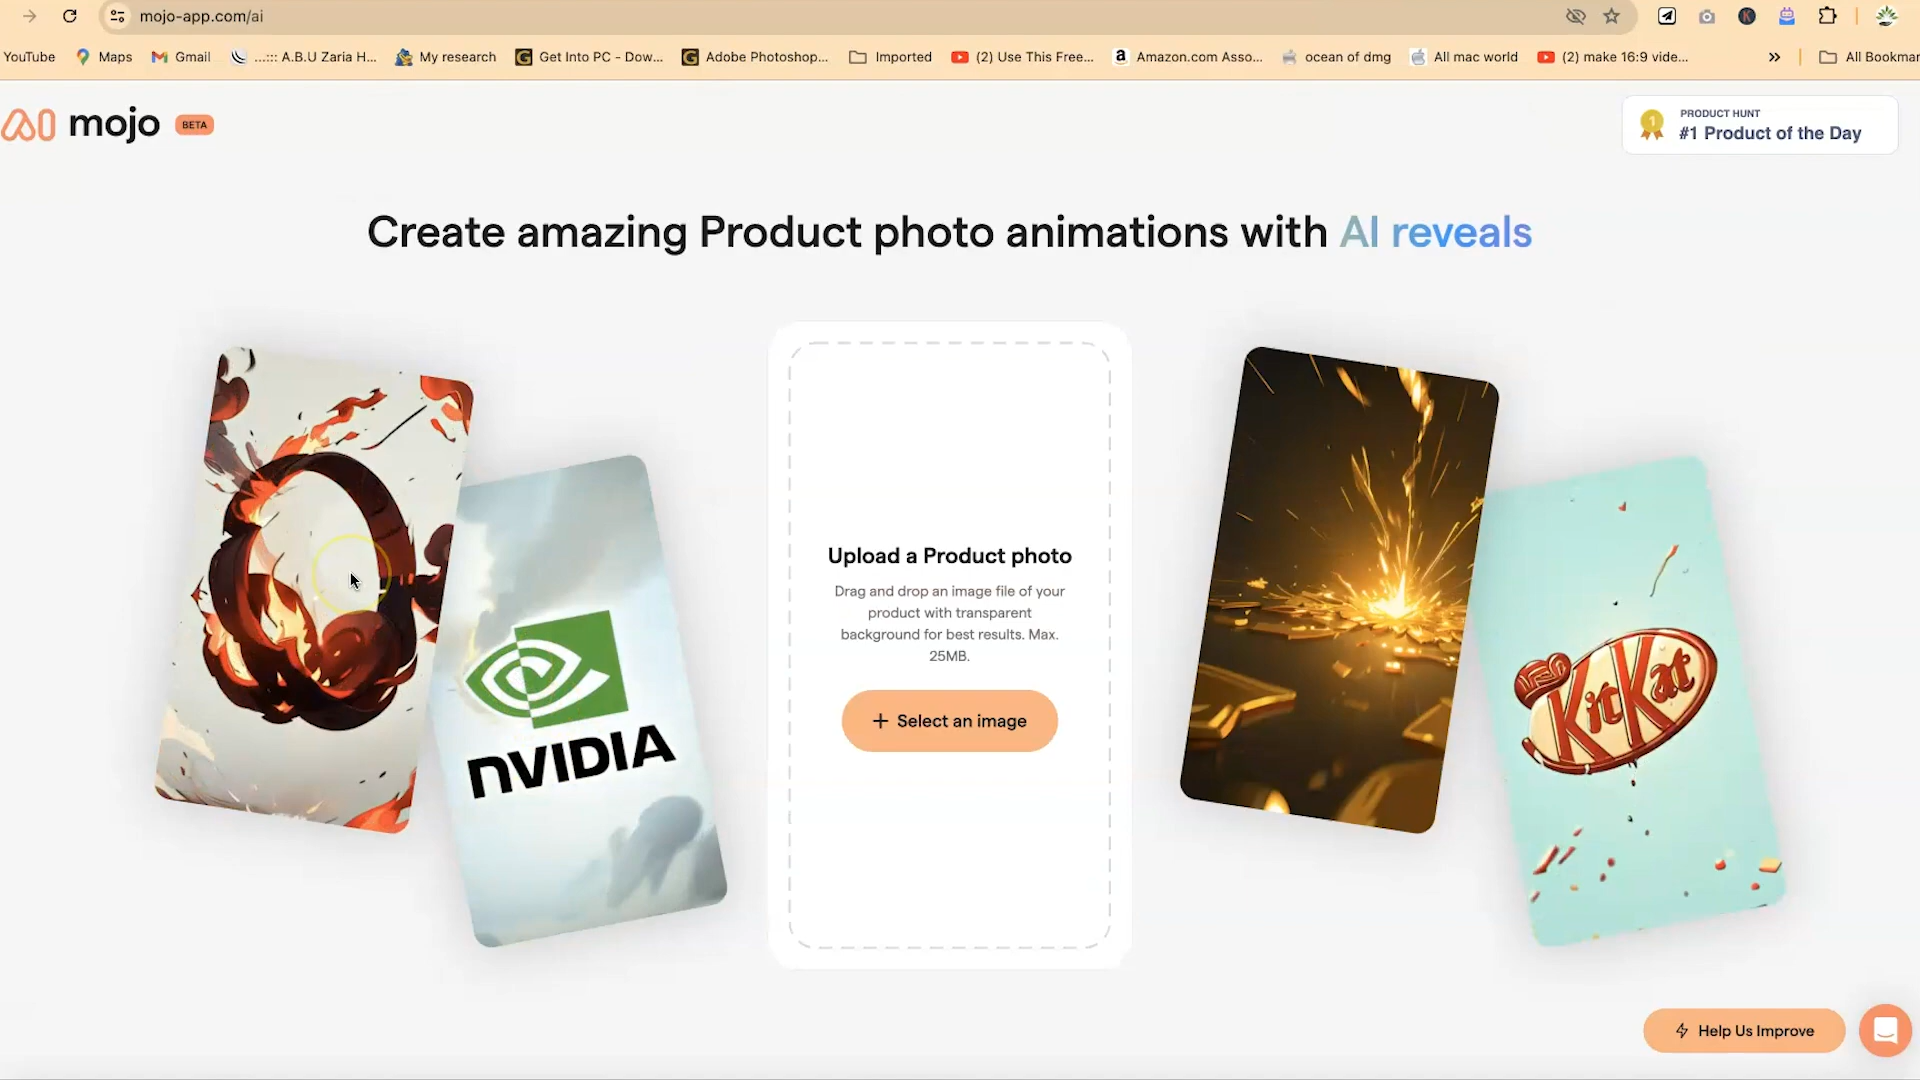 mojo-app.com/ai
YouTube Maps Gmail ...::: A.B.U Zaria H... My research Get Into PC - Dow... Adobe Photoshop... Imported (2) Use This Free... Amazon.com Asso... ocean of dmg All mac world (2) make 16:9 vide... » All Bookmar
mojo BETA
PRODUCT HUNT
#1 Product of the Day
Create amazing Product photo animations with AI reveals
nVIDIA
Upload a Product photo
Drag and drop an image file of your
product with transparent
background for best results. Max.
25MB.
+ Select an image
KitKat
Help Us Improve